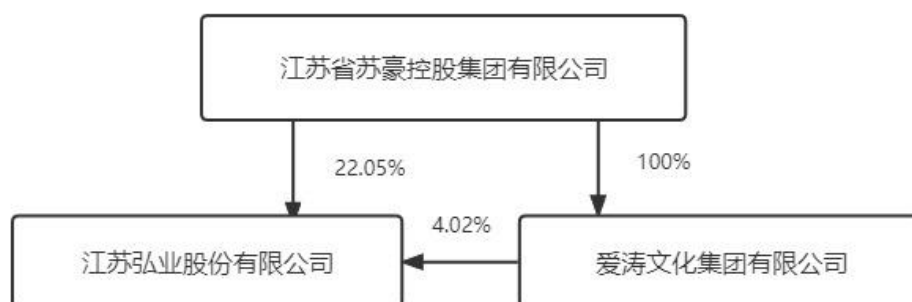 江苏省苏豪控股集团有限公司
22.05%
100%
4.02%
江苏弘业股份有限公司
爱涛文化集团有限公司